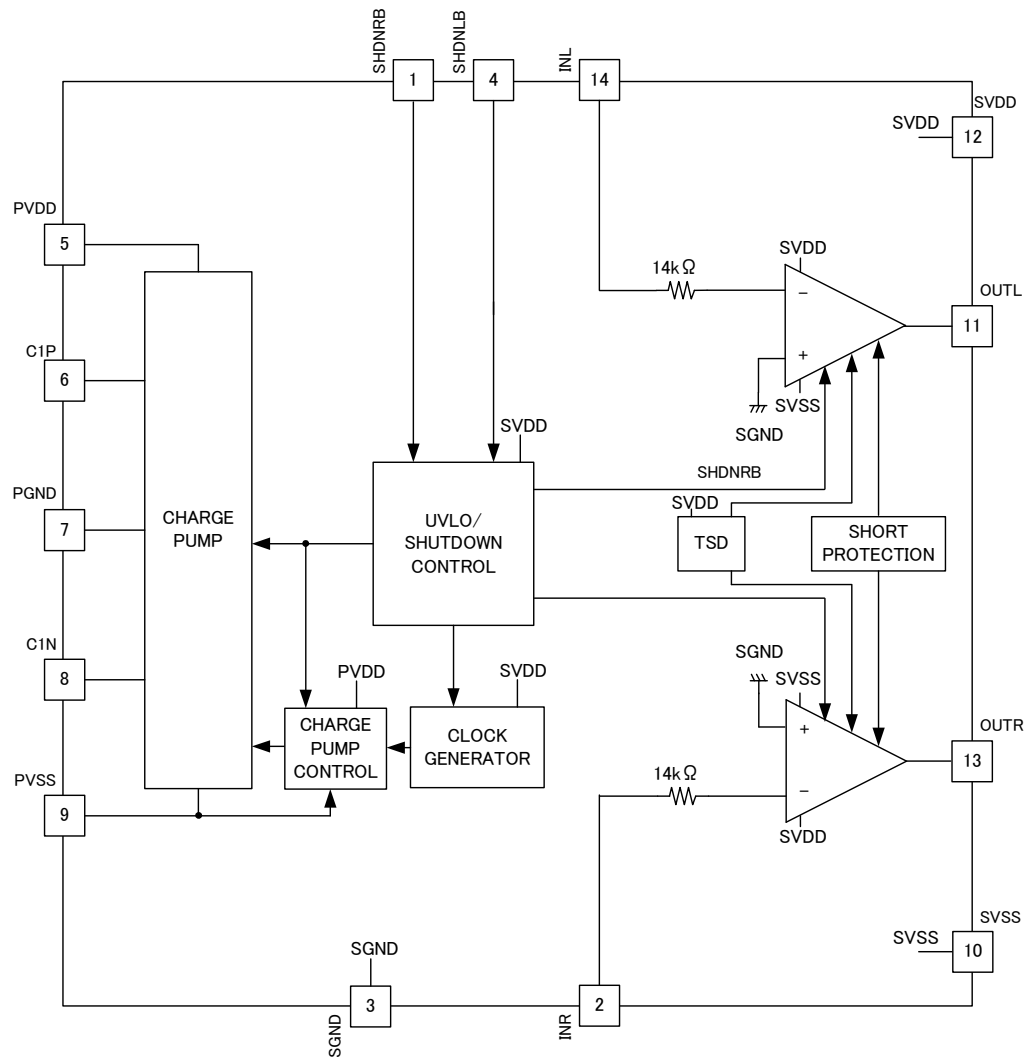 SHDNRB
1
SHDNLB
4
INL
14
SVDD
SVDD
12
PVDD
5
14kΩ
SVDD
−
+
SVSS
SGND
OUTL
11
C1P
6
SVDD
SHDNRB
PGND
7
CHARGE
PUMP
UVLO/
SHUTDOWN
CONTROL
SVDD
TSD
SHORT
PROTECTION
C1N
8
PVDD
CHARGE
PUMP
CONTROL
SVDD
CLOCK
GENERATOR
SGND
SVSS
+
−
SVDD
14kΩ
OUTR
13
PVSS
9
SVSS
SVSS
10
SGND
SGND
3
INR
2